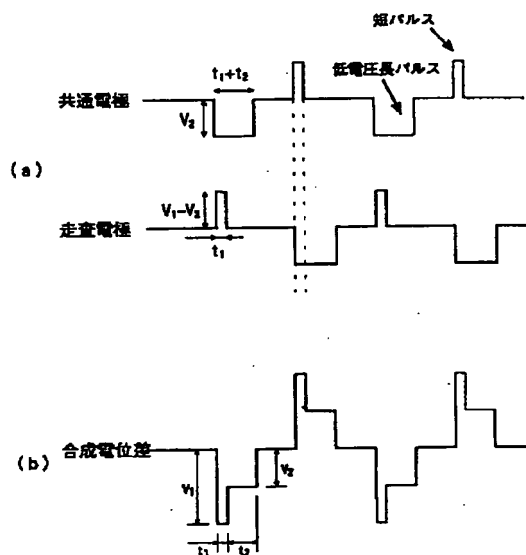 短パルス
t₁+t₂
低電圧長パルス
共通電極
V₂
(a)
V₁−V₂
走査電極
t₁
(b)
合成電位差
V₁
V₂
t₁
t₂